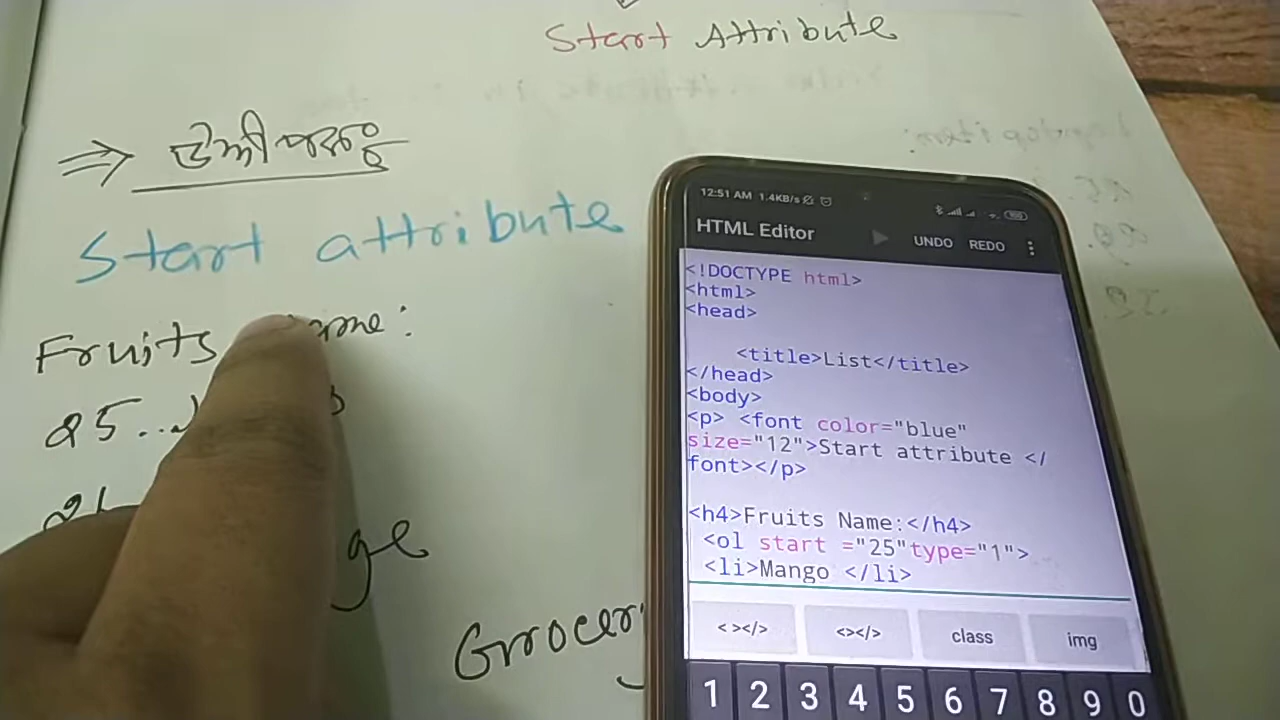 Start Attribute
⇒
Start attribute
Fruits ame:
25..
ge
Grocer
12:51 AM 1.4KB/s
HTML Editor
UNDO REDO
<!DOCTYPE html>
<html>
<head>
<title>List</title>
</head>
<body>
<p> <font color="blue"
size="12">Start attribute </
font></p>
<h4>Fruits Name:</h4>
<ol start ="25"type="1">
<li>Mango </li>
< ></> <></> class img
1 2 3 4 5 6 7 8 9 0